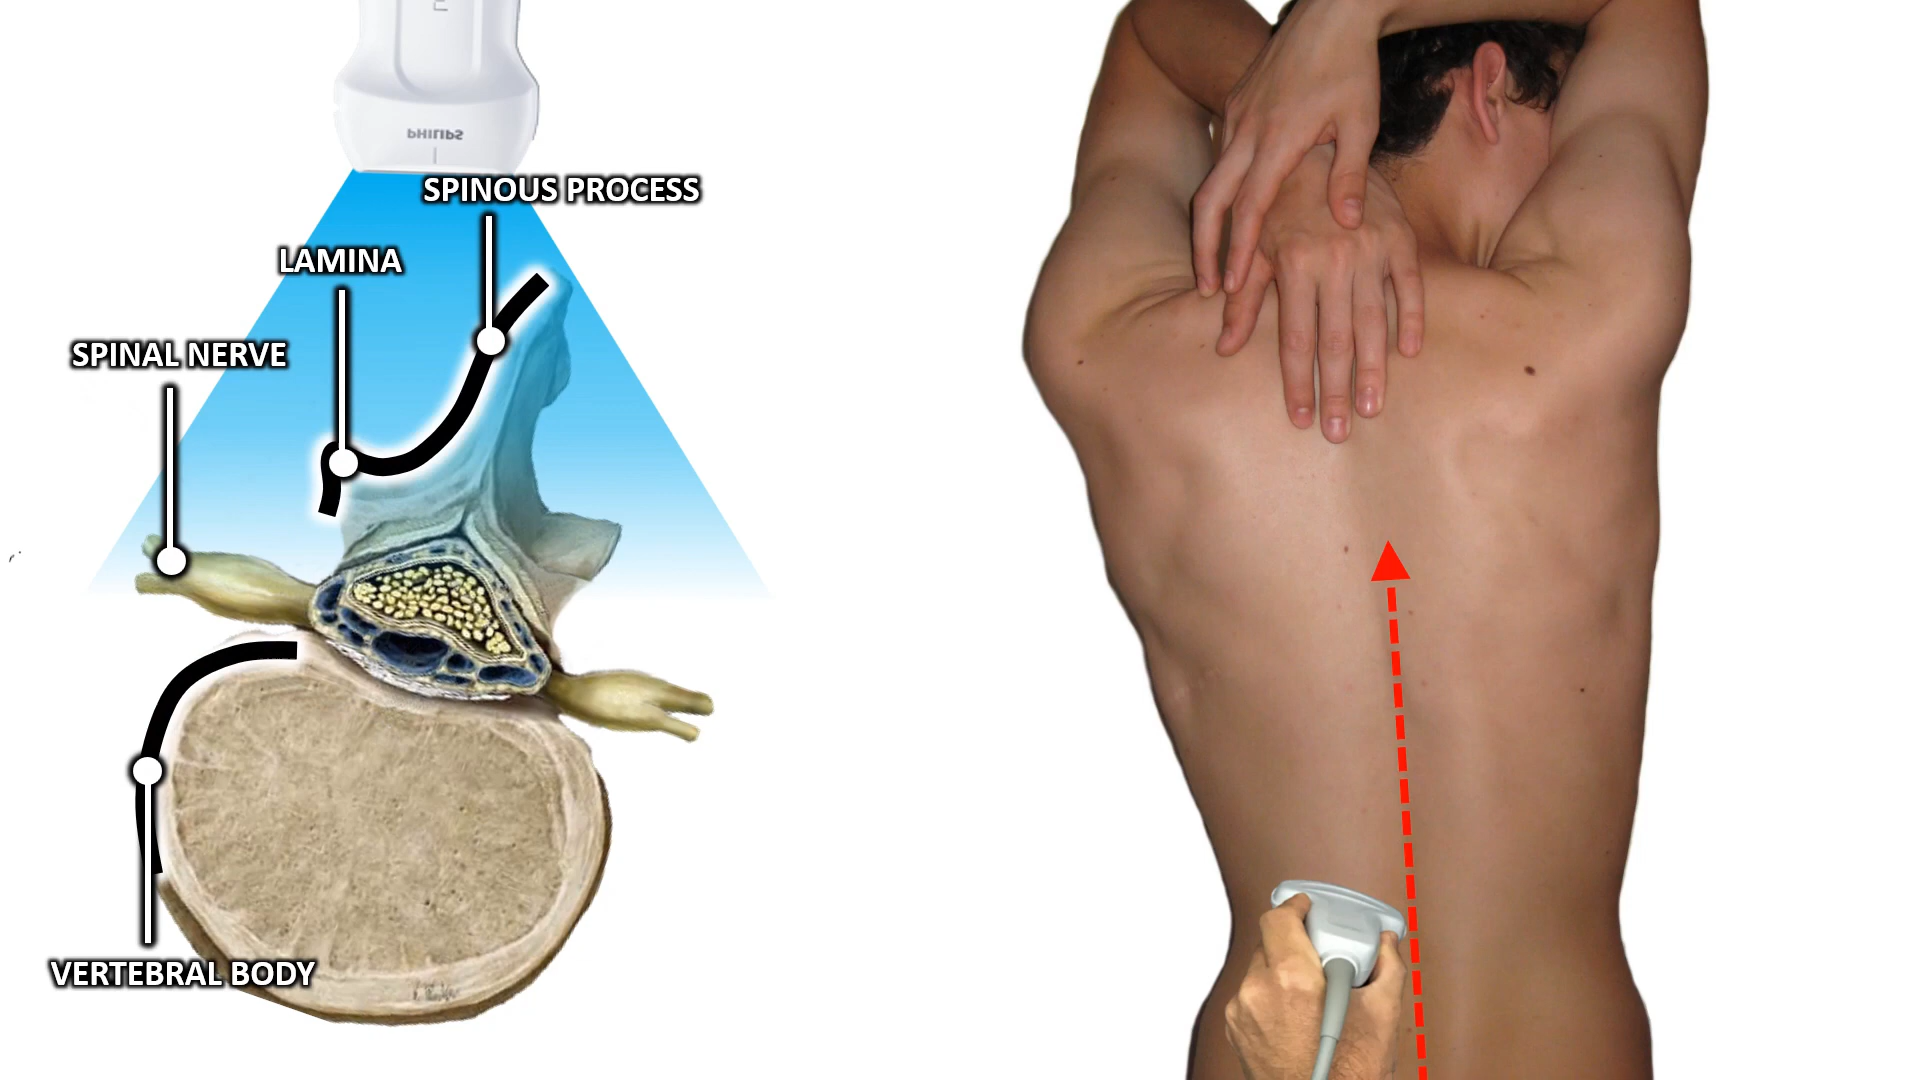 PHILIPS
SPINOUS PROCESS
LAMINA
SPINAL NERVE
VERTEBRAL BODY